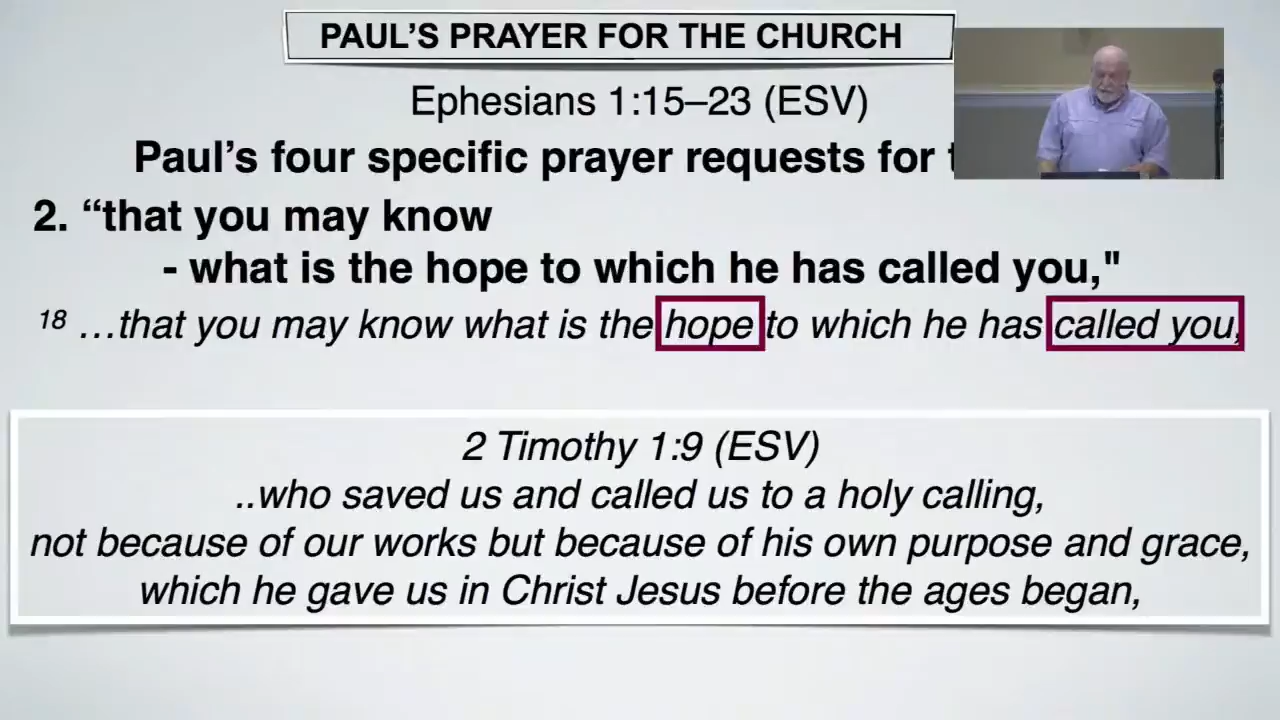 PAUL’S PRAYER FOR THE CHURCH
Ephesians 1:15–23 (ESV)
Paul’s four specific prayer requests for
2. “that you may know
- what is the hope to which he has called you,"
18 …that you may know what is the hope to which he has called you,
2 Timothy 1:9 (ESV)
..who saved us and called us to a holy calling,
not because of our works but because of his own purpose and grace,
which he gave us in Christ Jesus before the ages began,